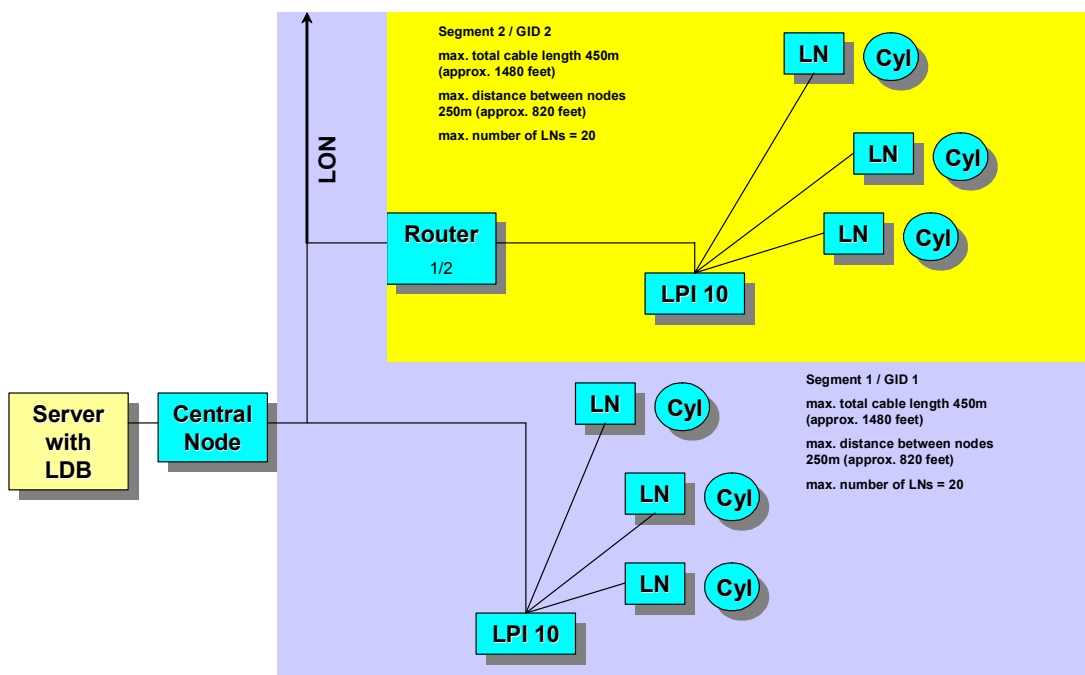 Segment 2 / GID 2
max. total cable length 450m
(approx. 1480 feet)
max. distance between nodes
250m (approx. 820 feet)
max. number of LNs = 20
LN
Cyl
LN
Cyl
LN
Cyl
LON
Router
1/2
LPI 10
Segment 1 / GID 1
max. total cable length 450m
(approx. 1480 feet)
max. distance between nodes
250m (approx. 820 feet)
max. number of LNs = 20
Server
with
LDB
Central
Node
LN
Cyl
LN
Cyl
LN
Cyl
LPI 10